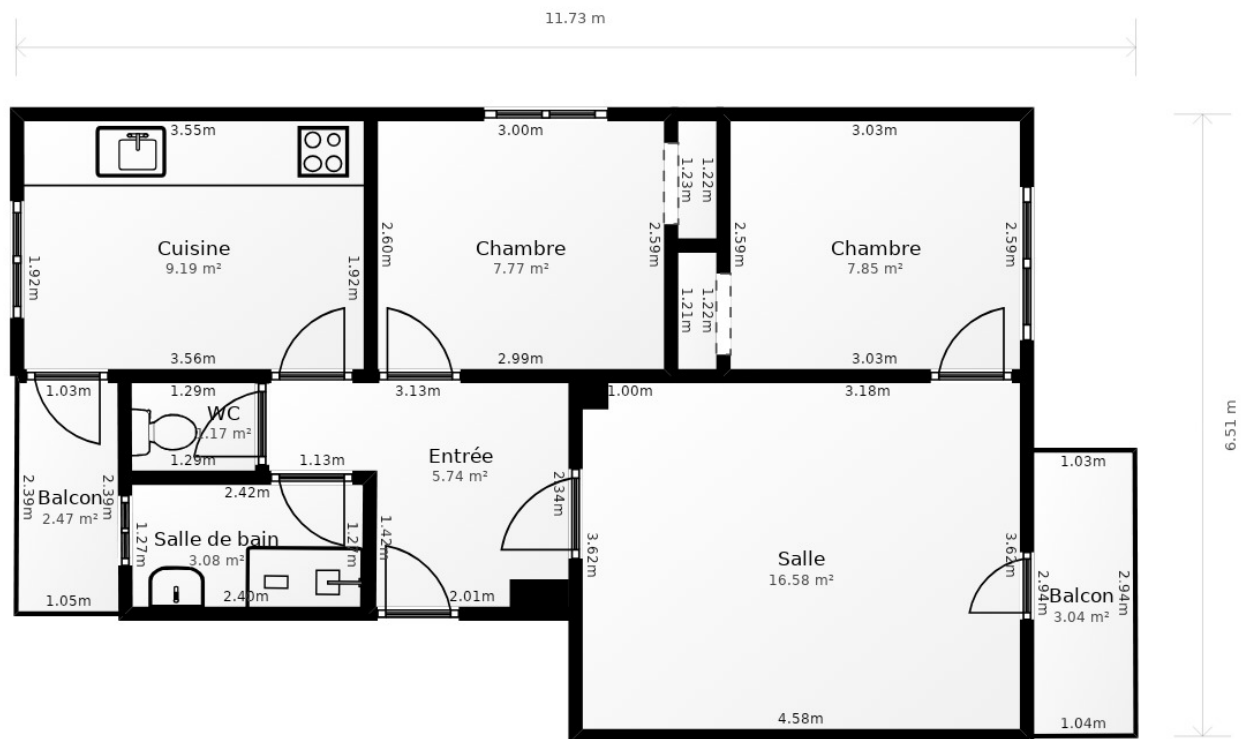 11.73 m
3.55m
3.00m
3.03m
1.23m
1.22m
Cuisine
9.19 m²
2.60m
Chambre
7.77 m²
2.59m
2.59m
Chambre
7.85 m²
2.59m
1.92m
1.92m
1.21m
1.22m
3.56m
2.99m
3.03m
1.03m
1.29m
3.13m
1.00m
3.18m
WC
1.17 m²
1.29m
1.13m
Entrée
5.74 m²
2.34m
6.51 m
1.03m
2.39m
Balcon
2.47 m²
2.39m
2.42m
1.27m
Salle de bain
3.08 m²
1.27m
1.42m
3.62m
Salle
16.58 m²
3.62m
2.94m
Balcon
3.04 m²
2.94m
1.05m
2.40m
2.01m
4.58m
1.04m